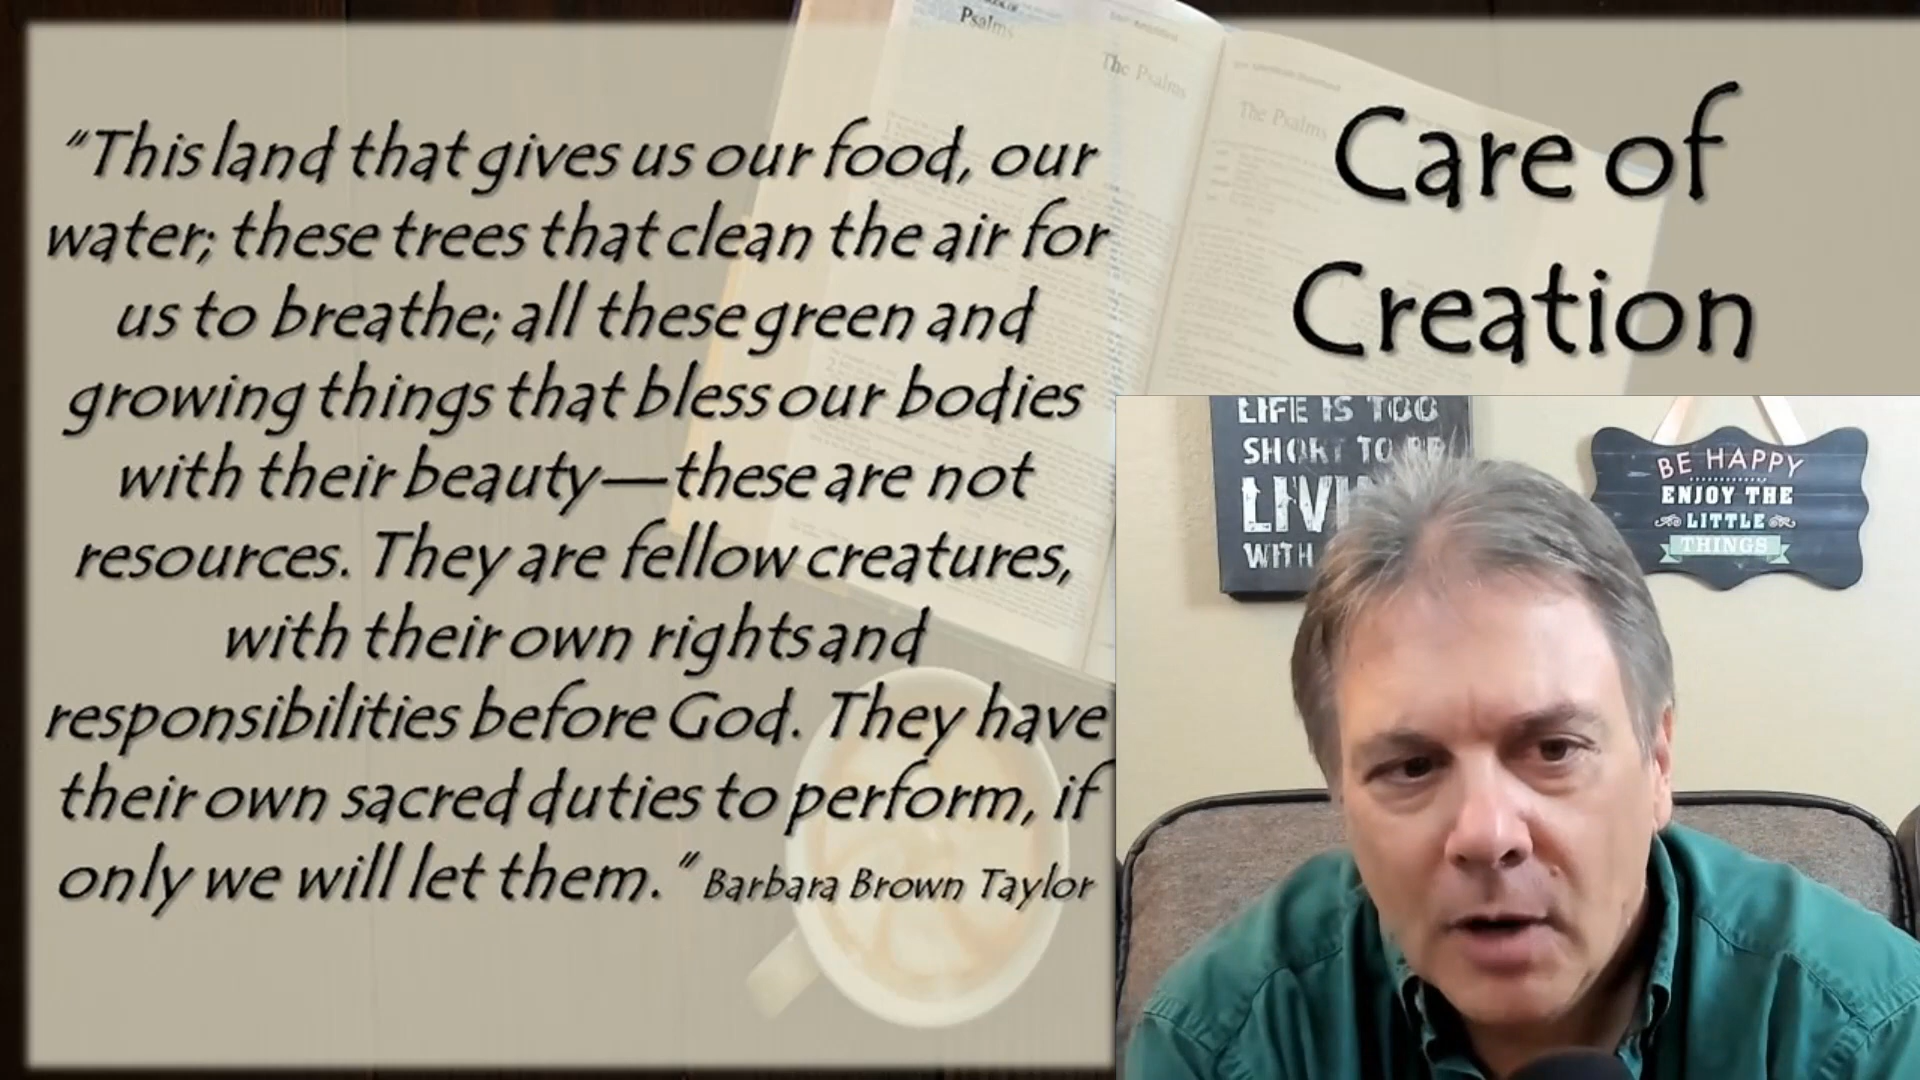 Psalms
The Psalms
The Psalms
Care of
Creation
“This land that gives us our food, our
water; these trees that clean the air for
us to breathe; all these green and
growing things that bless our bodies
with their beauty—these are not
resources. They are fellow creatures,
with their own rights and
responsibilities before God. They have
their own sacred duties to perform, if
only we will let them.” Barbara Brown Taylor
LIFE IS TOO
SHORT TO BE
LIVI
WITH
BE HAPPY
ENJOY THE
LITTLE
THINGS